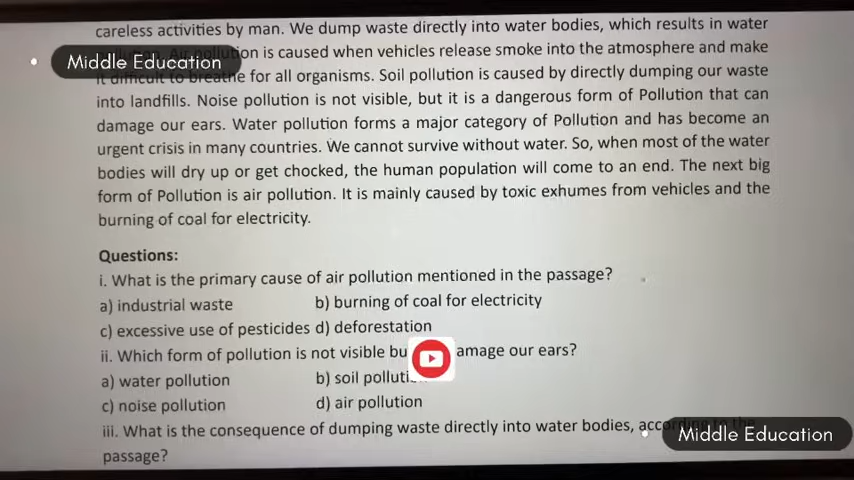 careless activities by man. We dump waste directly into water bodies, which results in water
Air pollution is caused when vehicles release smoke into the atmosphere and make
Middle Education
it difficult to breathe for all organisms. Soil pollution is caused by directly dumping our waste
into landfills. Noise pollution is not visible, but it is a dangerous form of Pollution that can
damage our ears. Water pollution forms a major category of Pollution and has become an
urgent crisis in many countries. We cannot survive without water. So, when most of the water
bodies will dry up or get chocked, the human population will come to an end. The next big
form of Pollution is air pollution. It is mainly caused by toxic exhumes from vehicles and the
burning of coal for electricity.
Questions:
i. What is the primary cause of air pollution mentioned in the passage?
a) industrial waste b) burning of coal for electricity
c) excessive use of pesticides d) deforestation
ii. Which form of pollution is not visible bu amage our ears?
a) water pollution b) soil polluti
c) noise pollution d) air pollution
iii. What is the consequence of dumping waste directly into water bodies, according to the
Middle Education
passage?